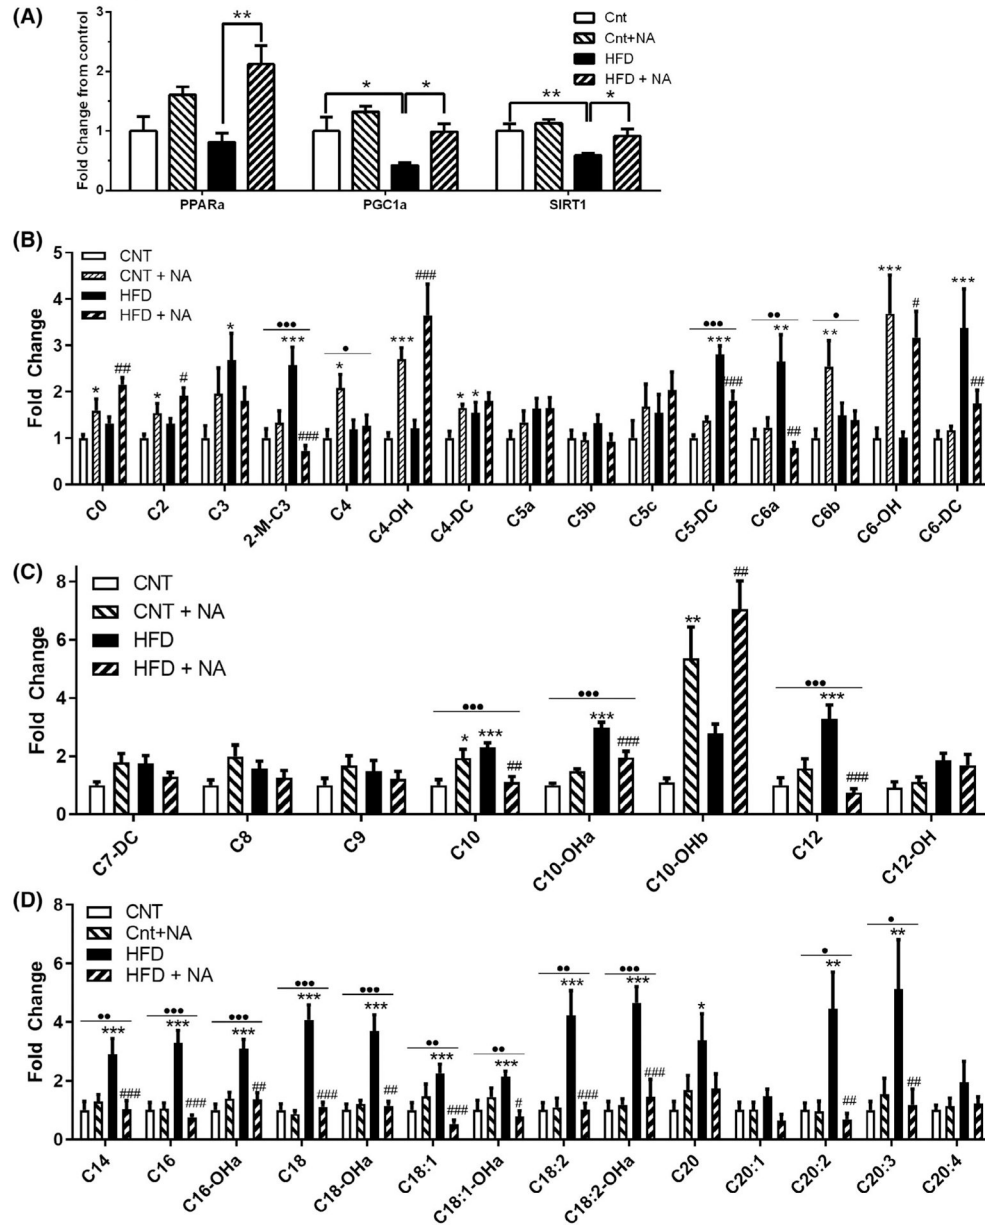 (A)
Fold Change from control
3
2
1
0
**
*
*
**
*
Cnt
Cnt+NA
HFD
HFD + NA
PPARa
PGC1a
SIRT1
(B)
Fold Change
5
4
3
2
1
0
CNT
CNT + NA
HFD
HFD + NA
*
##
*
#
*
●●●
***
###
●
*
***
###
*
*
●●●
***
###
●●
**
##
●
**
***
#
***
##
C0
C2
C3
2-M-C3
C4
C4-OH
C4-DC
C5a
C5b
C5c
C5-DC
C6a
C6b
C6-OH
C6-DC
(C)
Fold Change
8
6
4
2
0
CNT
CNT + NA
HFD
HFD + NA
●●●
*
***
##
●●●
***
###
**
##
●●●
***
###
C7-DC
C8
C9
C10
C10-OHa
C10-OHb
C12
C12-OH
(D)
Fold Change
8
6
4
2
0
CNT
Cnt+NA
HFD
HFD + NA
●●
***
###
●●●
***
###
●●●
***
##
●●●
***
###
●●●
***
##
●●
***
###
●●
***
#
●●
***
###
●●●
***
###
*
●
**
##
●
**
##
C14
C16
C16-OHa
C18
C18-OHa
C18:1
C18:1-OHa
C18:2
C18:2-OHa
C20
C20:1
C20:2
C20:3
C20:4